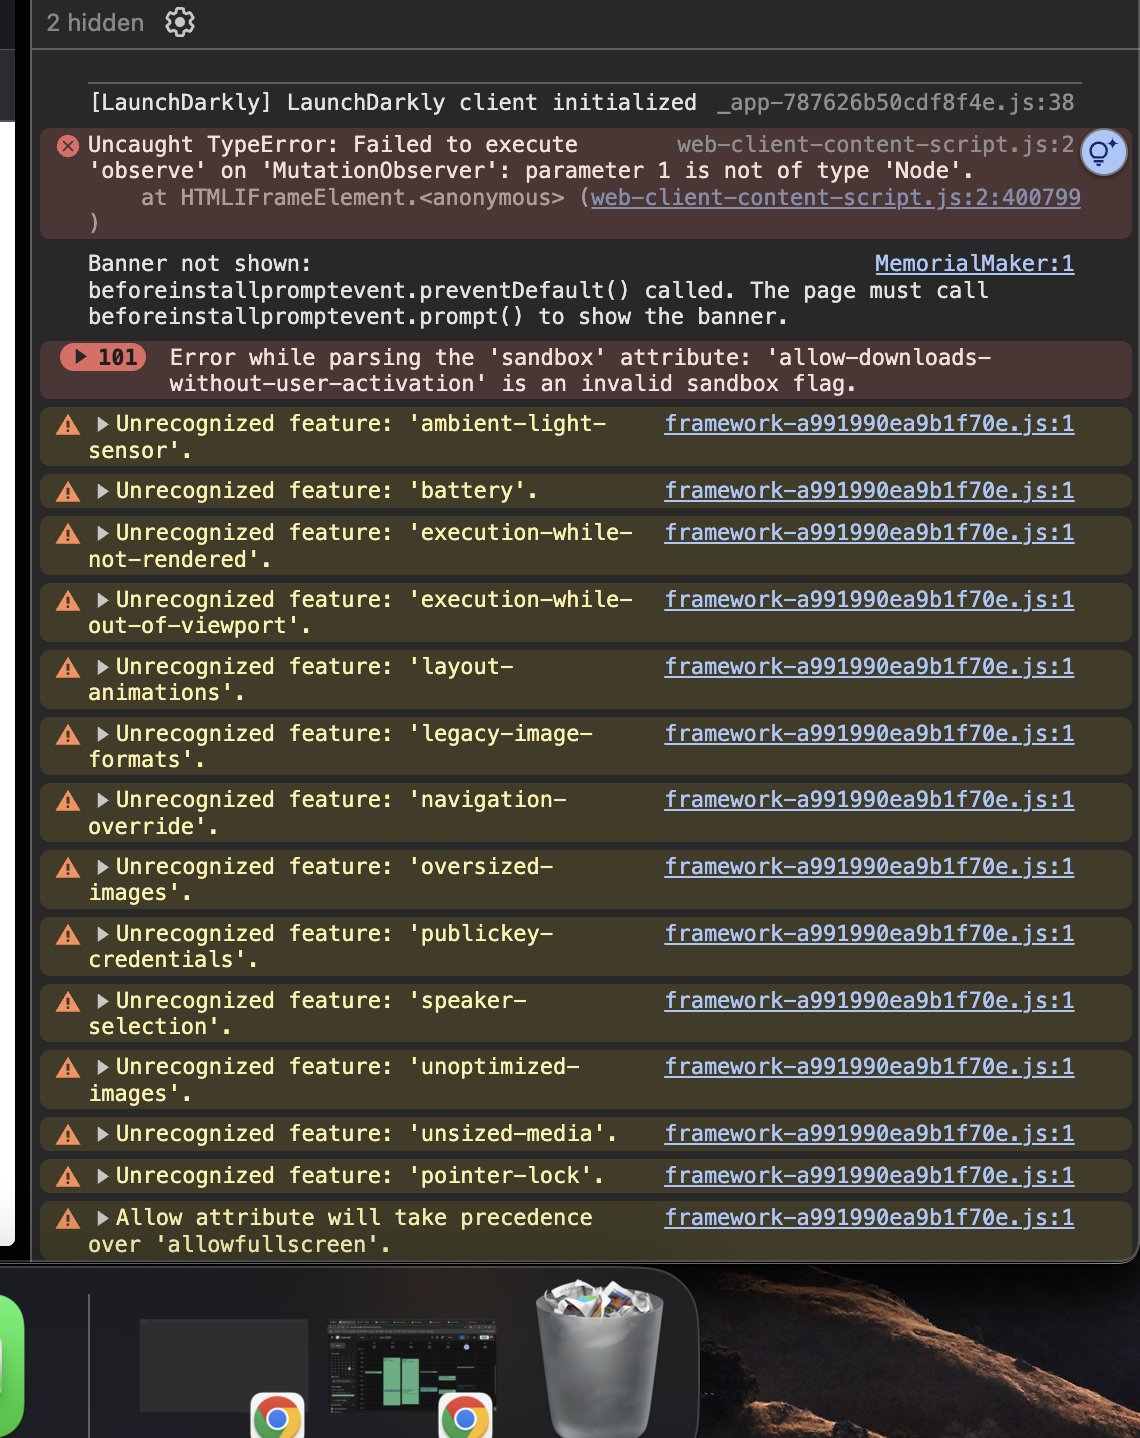 2 hidden
[LaunchDarkly] LaunchDarkly client initialized _app-787626b50cdf8f4e.js:38
Uncaught TypeError: Failed to execute web-client-content-script.js:2
'observe' on 'MutationObserver': parameter 1 is not of type 'Node'.
at HTMLIFrameElement.<anonymous> (web-client-content-script.js:2:400799
)
Banner not shown: MemorialMaker:1
beforeinstallpromptevent.preventDefault() called. The page must call
beforeinstallpromptevent.prompt() to show the banner.
101 Error while parsing the 'sandbox' attribute: 'allow-downloads-
without-user-activation' is an invalid sandbox flag.
Unrecognized feature: 'ambient-light- framework-a991990ea9b1f70e.js:1
sensor'.
Unrecognized feature: 'battery'. framework-a991990ea9b1f70e.js:1
Unrecognized feature: 'execution-while- framework-a991990ea9b1f70e.js:1
not-rendered'.
Unrecognized feature: 'execution-while- framework-a991990ea9b1f70e.js:1
out-of-viewport'.
Unrecognized feature: 'layout- framework-a991990ea9b1f70e.js:1
animations'.
Unrecognized feature: 'legacy-image- framework-a991990ea9b1f70e.js:1
formats'.
Unrecognized feature: 'navigation- framework-a991990ea9b1f70e.js:1
override'.
Unrecognized feature: 'oversized- framework-a991990ea9b1f70e.js:1
images'.
Unrecognized feature: 'publickey- framework-a991990ea9b1f70e.js:1
credentials'.
Unrecognized feature: 'speaker- framework-a991990ea9b1f70e.js:1
selection'.
Unrecognized feature: 'unoptimized- framework-a991990ea9b1f70e.js:1
images'.
Unrecognized feature: 'unsized-media'. framework-a991990ea9b1f70e.js:1
Unrecognized feature: 'pointer-lock'. framework-a991990ea9b1f70e.js:1
Allow attribute will take precedence framework-a991990ea9b1f70e.js:1
over 'allowfullscreen'.